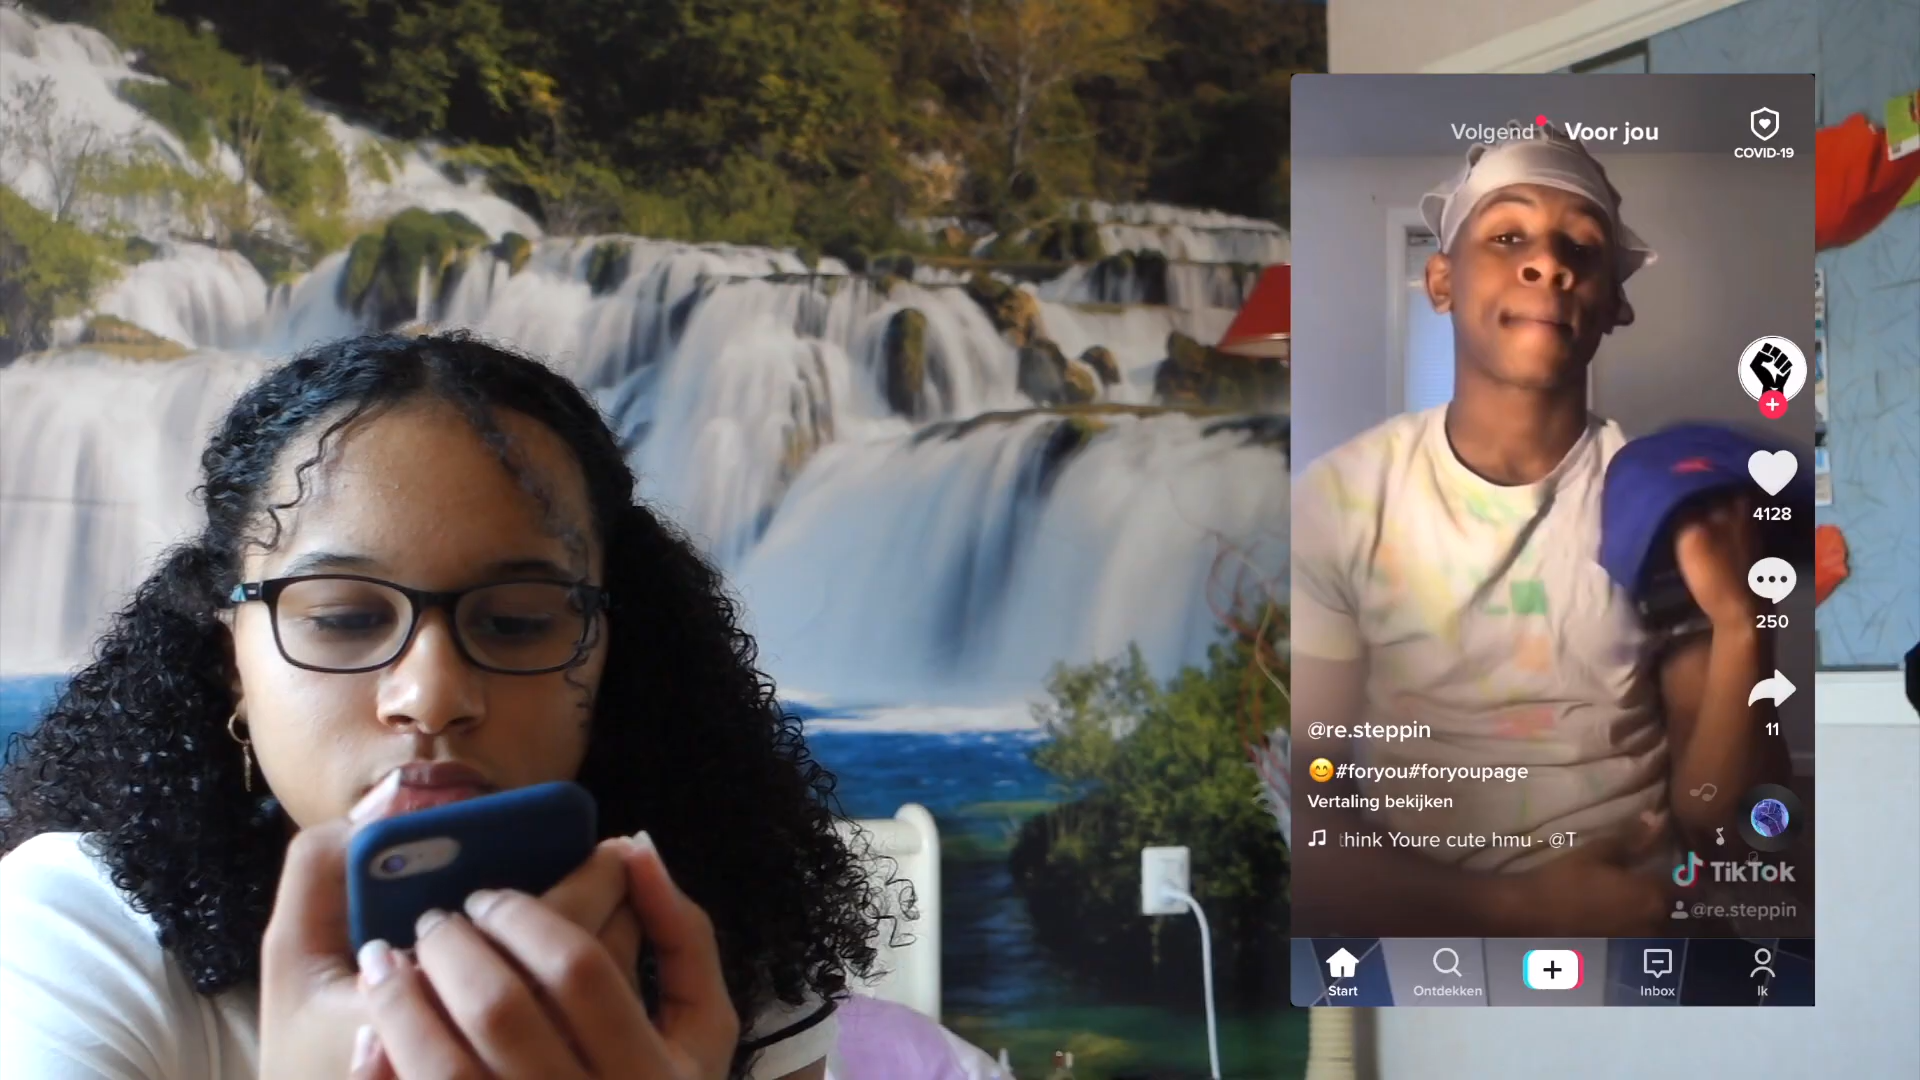 Volgend Voor jou
COVID-19
4128
250
11
@re.steppin
😊#foryou#foryoupage
Vertaling bekijken
think Youre cute hmu - @T
TikTok
@re.steppin
Start
Ontdekken
Inbox
Ik